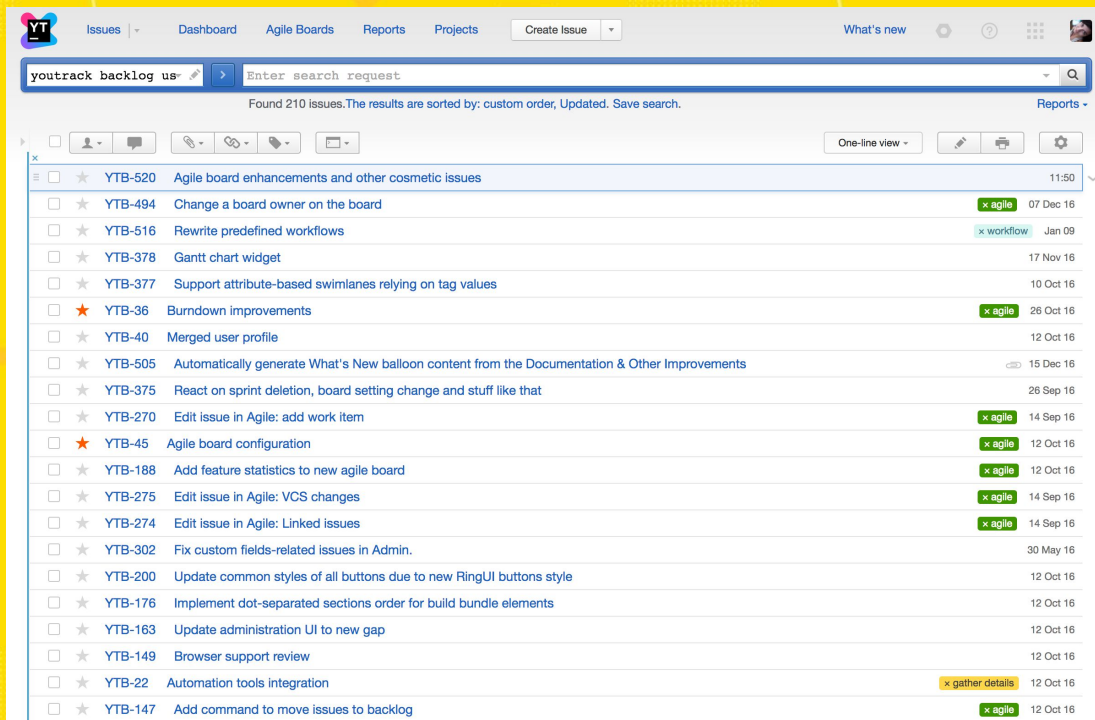 YT
Issues Dashboard Agile Boards Reports Projects Create Issue What's new
youtrack backlog us > Enter search request
Found 210 issues.The results are sorted by: custom order, Updated. Save search. Reports
One-line view
×
YTB-520 Agile board enhancements and other cosmetic issues 11:50
YTB-494 Change a board owner on the board × agile 07 Dec 16
YTB-516 Rewrite predefined workflows × workflow Jan 09
YTB-378 Gantt chart widget 17 Nov 16
YTB-377 Support attribute-based swimlanes relying on tag values 10 Oct 16
YTB-36 Burndown improvements × agile 26 Oct 16
YTB-40 Merged user profile 12 Oct 16
YTB-505 Automatically generate What's New balloon content from the Documentation & Other Improvements 15 Dec 16
YTB-375 React on sprint deletion, board setting change and stuff like that 26 Sep 16
YTB-270 Edit issue in Agile: add work item × agile 14 Sep 16
YTB-45 Agile board configuration × agile 12 Oct 16
YTB-188 Add feature statistics to new agile board × agile 12 Oct 16
YTB-275 Edit issue in Agile: VCS changes × agile 14 Sep 16
YTB-274 Edit issue in Agile: Linked issues × agile 14 Sep 16
YTB-302 Fix custom fields-related issues in Admin. 30 May 16
YTB-200 Update common styles of all buttons due to new RingUI buttons style 12 Oct 16
YTB-176 Implement dot-separated sections order for build bundle elements 12 Oct 16
YTB-163 Update administration UI to new gap 12 Oct 16
YTB-149 Browser support review 12 Oct 16
YTB-22 Automation tools integration × gather details 12 Oct 16
YTB-147 Add command to move issues to backlog × agile 12 Oct 16